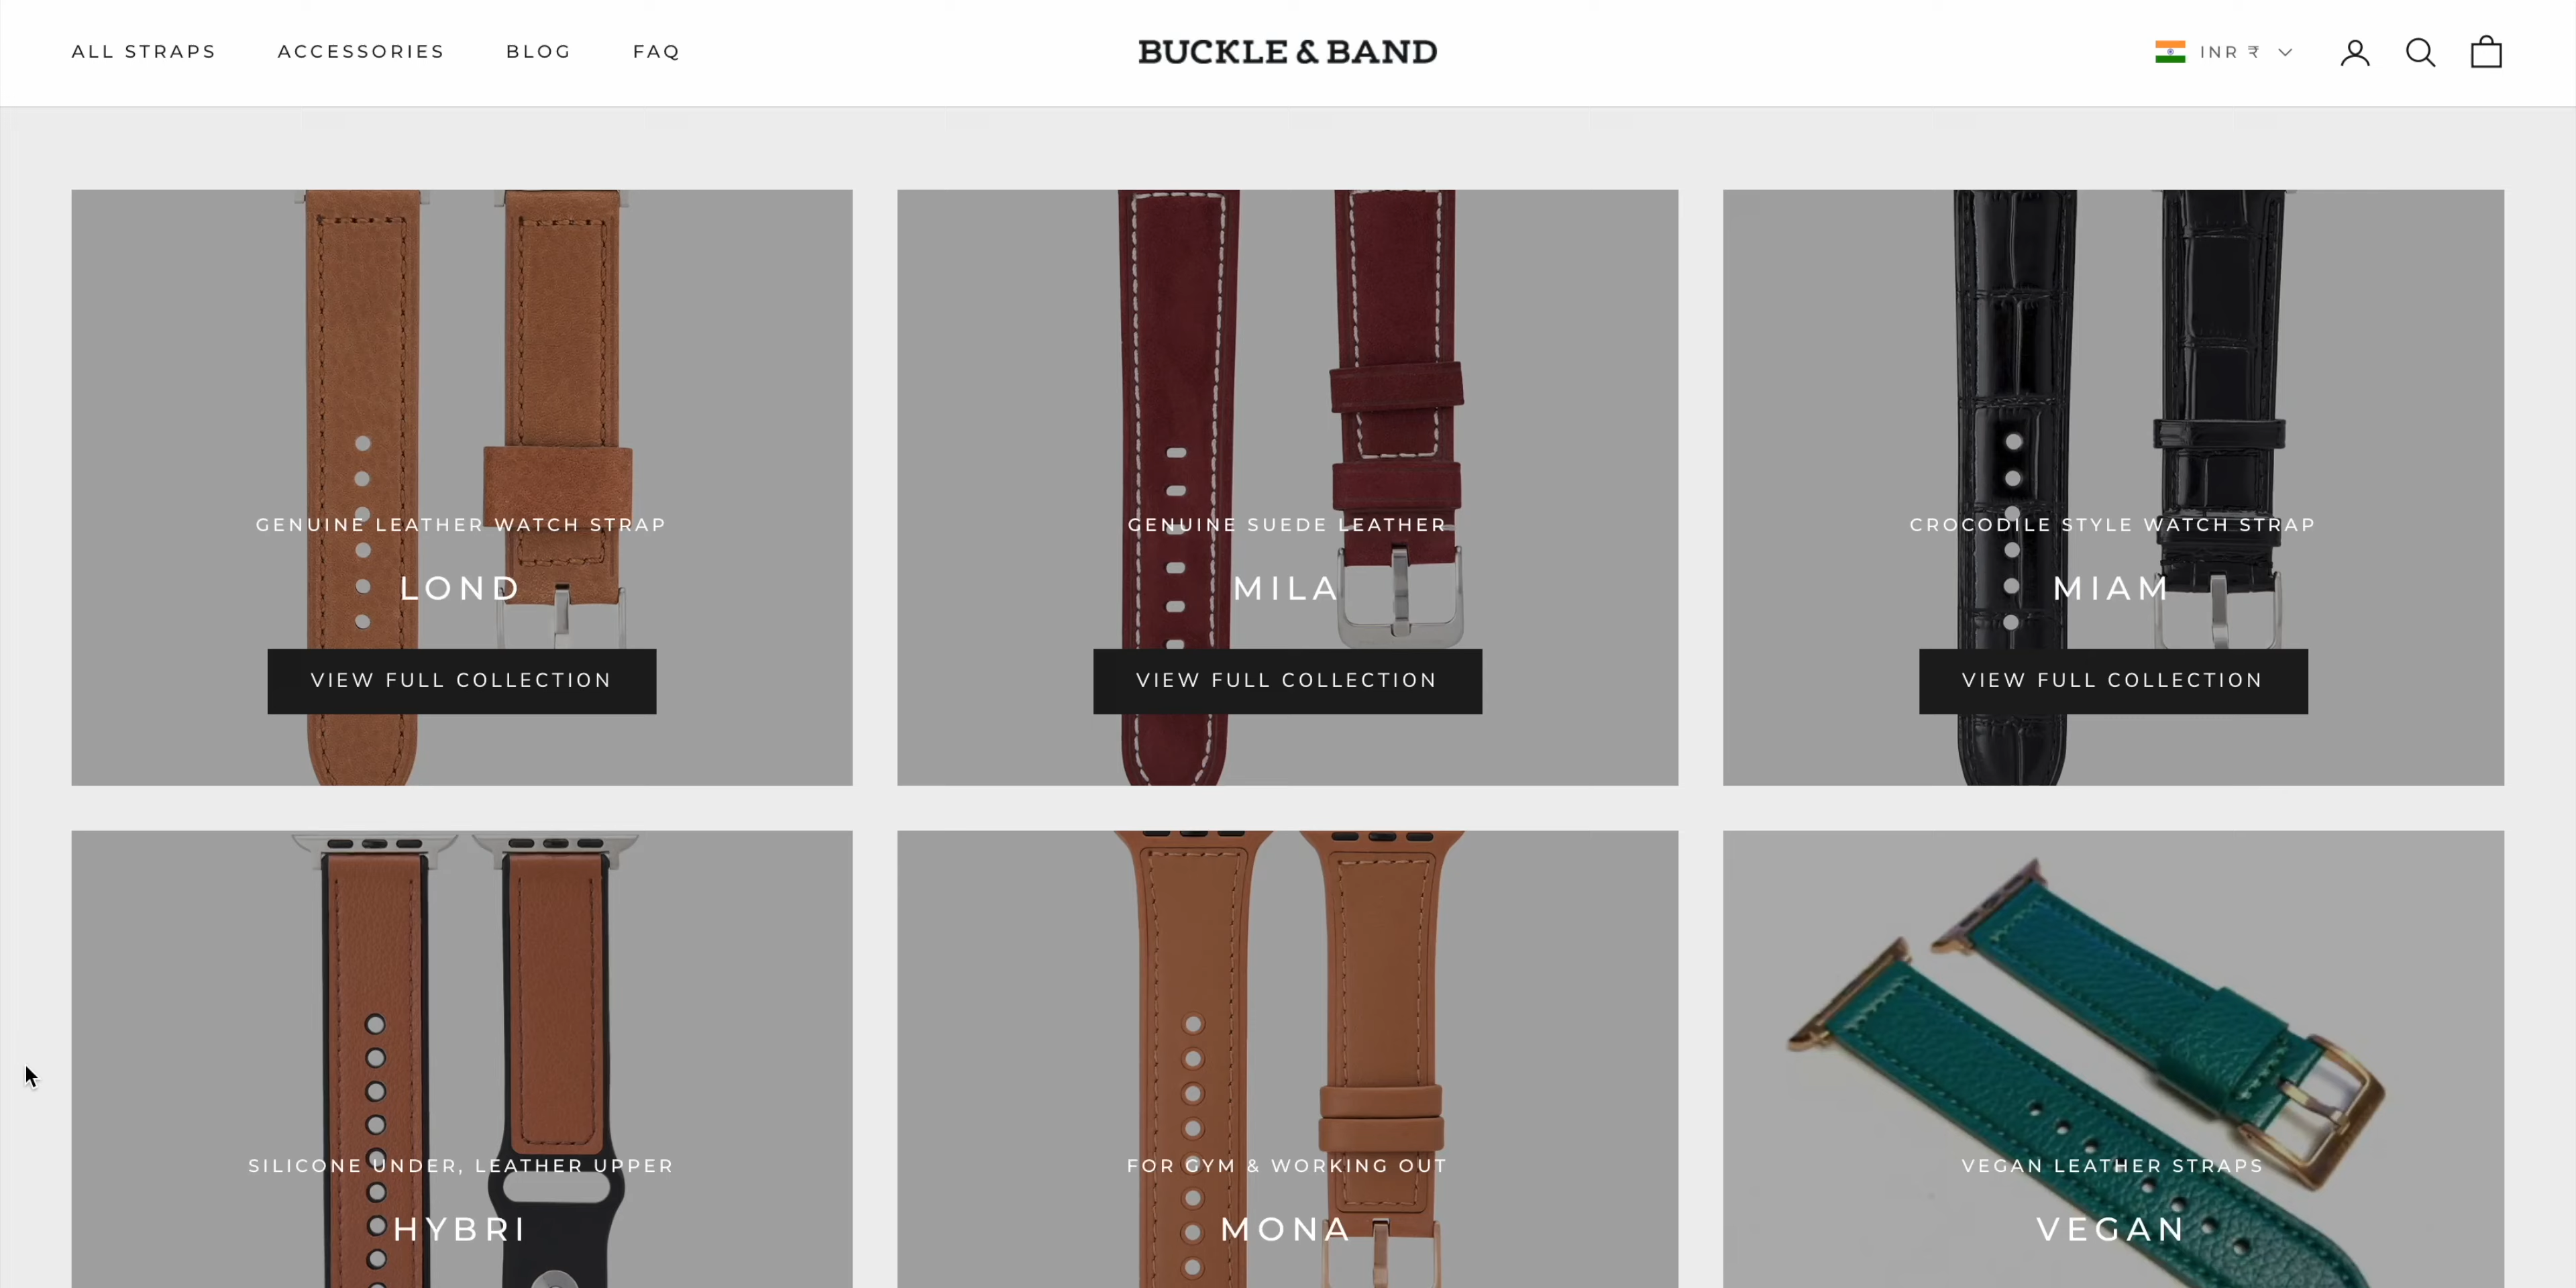 ALL STRAPS ACCESSORIES BLOG FAQ BUCKLE & BAND INR ₹
GENUINE LEATHER WATCH STRAP
LOND
VIEW FULL COLLECTION
GENUINE SUEDE LEATHER
MILA
VIEW FULL COLLECTION
CROCODILE STYLE WATCH STRAP
MIAM
VIEW FULL COLLECTION
SILICONE UNDER, LEATHER UPPER
HYBRI
FOR GYM & WORKING OUT
MONA
VEGAN LEATHER STRAPS
VEGAN